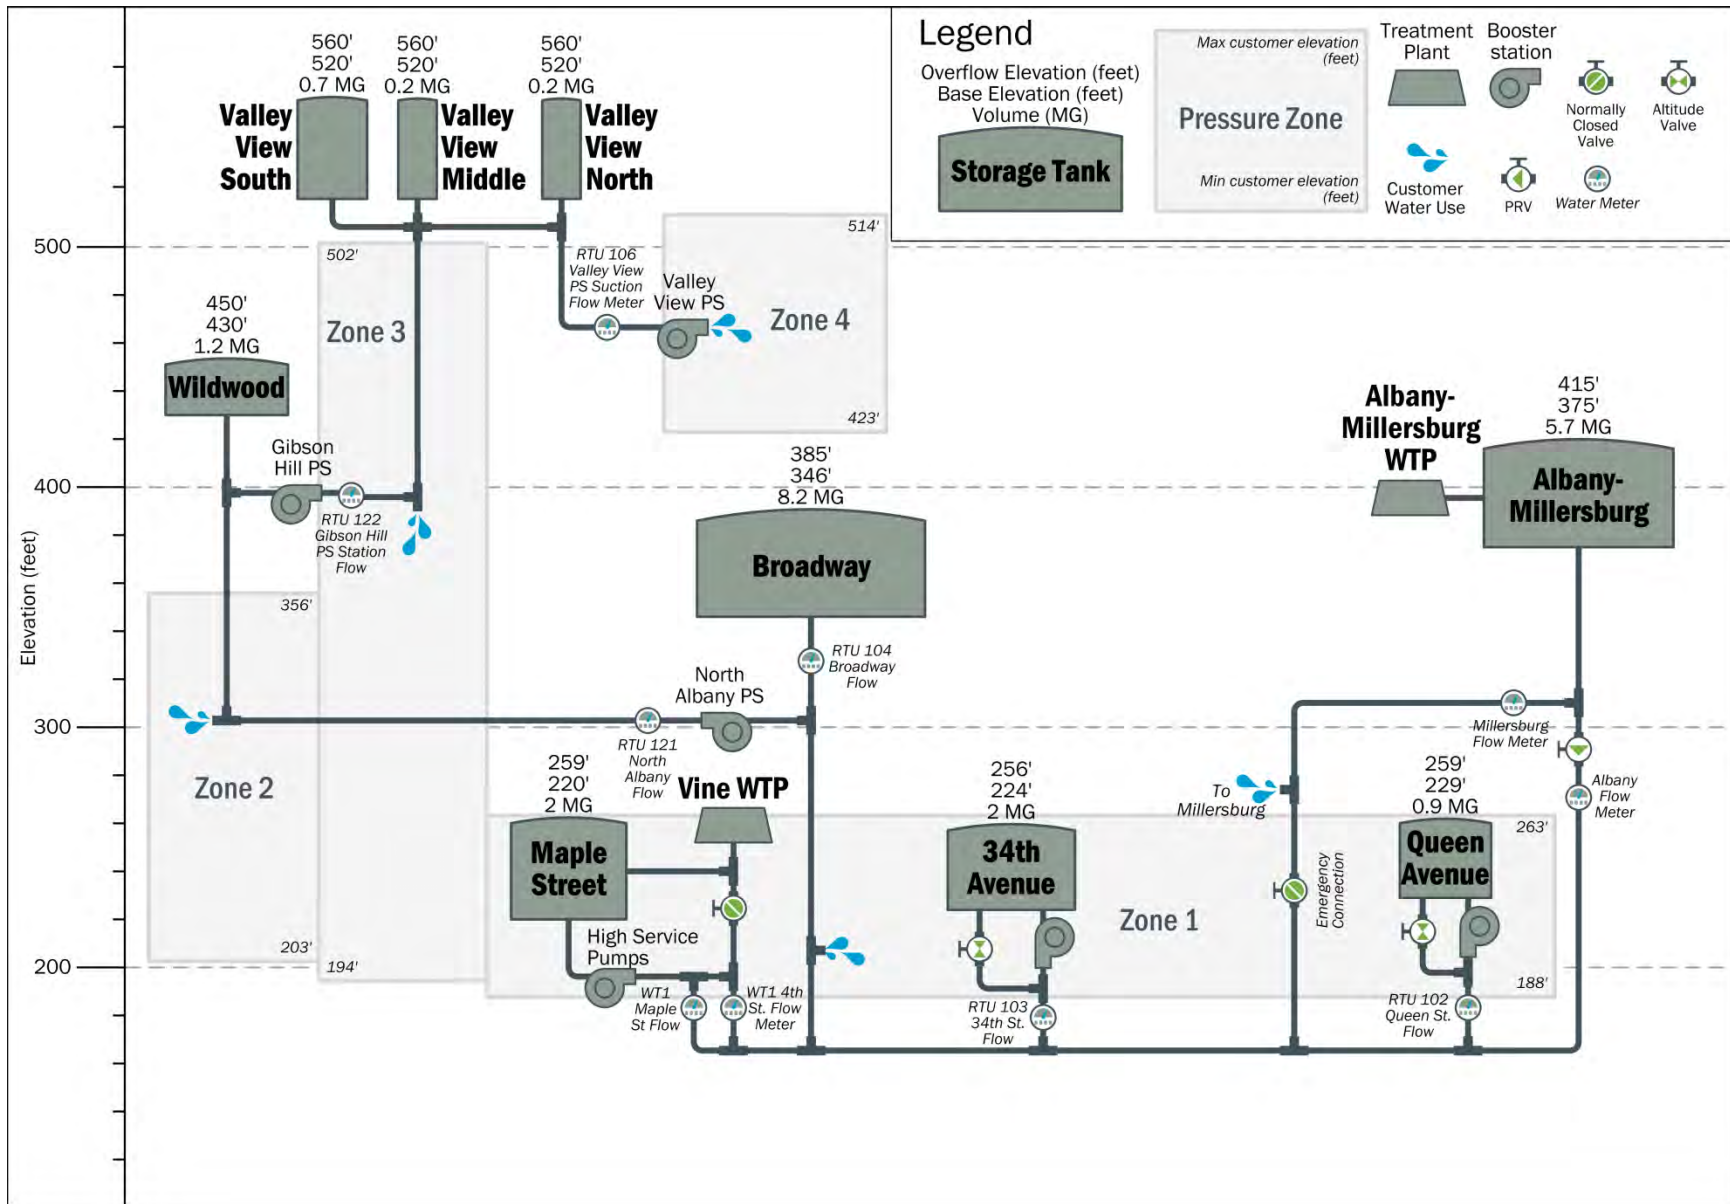 Legend
Overflow Elevation (feet)
Base Elevation (feet)
Volume (MG)
Storage Tank
Max customer elevation
(feet)
Pressure Zone
Min customer elevation
(feet)
Treatment
Plant
Booster
station
Normally
Closed
Valve
Altitude
Valve
Customer
Water Use
PRV
Water Meter
Elevation (feet)
500
400
300
200
560'
520'
0.7 MG
Valley
View
South
560'
520'
0.2 MG
Valley
View
Middle
560'
520'
0.2 MG
Valley
View
North
RTU 106
Valley View
PS Suction
Flow Meter
Valley
View PS
514'
Zone 4
423'
502'
Zone 3
194'
450'
430'
1.2 MG
Wildwood
Gibson
Hill PS
RTU 122
Gibson Hill
PS Station
Flow
356'
Zone 2
203'
385'
346'
8.2 MG
Broadway
RTU 104
Broadway
Flow
North
Albany PS
RTU 121
North
Albany
Flow
Albany-
Millersburg
WTP
415'
375'
5.7 MG
Albany-
Millersburg
Millersburg
Flow Meter
Albany
Flow
Meter
To
Millersburg
Emergency
Connection
259'
220'
2 MG
Maple
Street
Vine WTP
High Service
Pumps
WT1
Maple
St Flow
WT1 4th
St. Flow
Meter
256'
224'
2 MG
34th
Avenue
RTU 103
34th St.
Flow
Zone 1
259'
229'
0.9 MG
Queen
Avenue
RTU 102
Queen St.
Flow
263'
188'